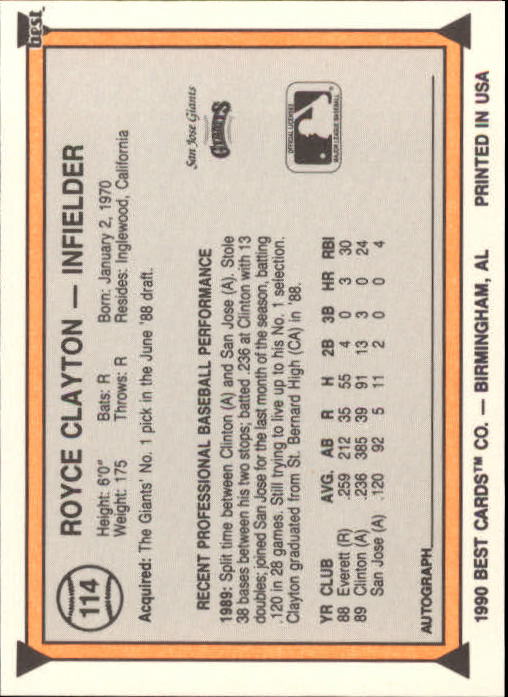 best
114
ROYCE CLAYTON — INFIELDER
Height: 6'0" Bats: R Born: January 2, 1970
Weight: 175 Throws: R Resides: Inglewood, California
Acquired: The Giants' No. 1 pick in the June '88 draft.
San Jose Giants
GIANTS
RECENT PROFESSIONAL BASEBALL PERFORMANCE
1989: Split time between Clinton (A) and San Jose (A). Stole
38 bases between his two stops; batted .236 at Clinton with 13
doubles; joined San Jose for the last month of the season, batting
.120 in 28 games. Still trying to live up to his No. 1 selection.
Clayton graduated from St. Bernard High (CA) in '88.
OFFICIAL LICENSEE
MAJOR LEAGUE BASEBALL
YR CLUB AVG. AB R H 2B 3B HR RBI
88 Everett (R) .259 212 35 55 4 0 3 30
89 Clinton (A) .236 385 39 91 13 3 0 24
San Jose (A) .120 92 5 11 2 0 0 4
AUTOGRAPH
1990 BEST CARDS™ CO. — BIRMINGHAM, AL PRINTED IN USA